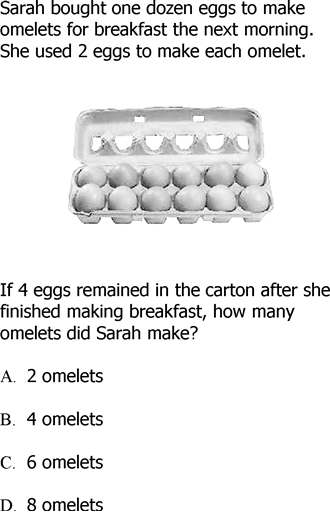 Sarah bought one dozen eggs to make
omelets for breakfast the next morning.
She used 2 eggs to make each omelet.
If 4 eggs remained in the carton after she
finished making breakfast, how many
omelets did Sarah make?
A. 2 omelets
B. 4 omelets
C. 6 omelets
D. 8 omelets